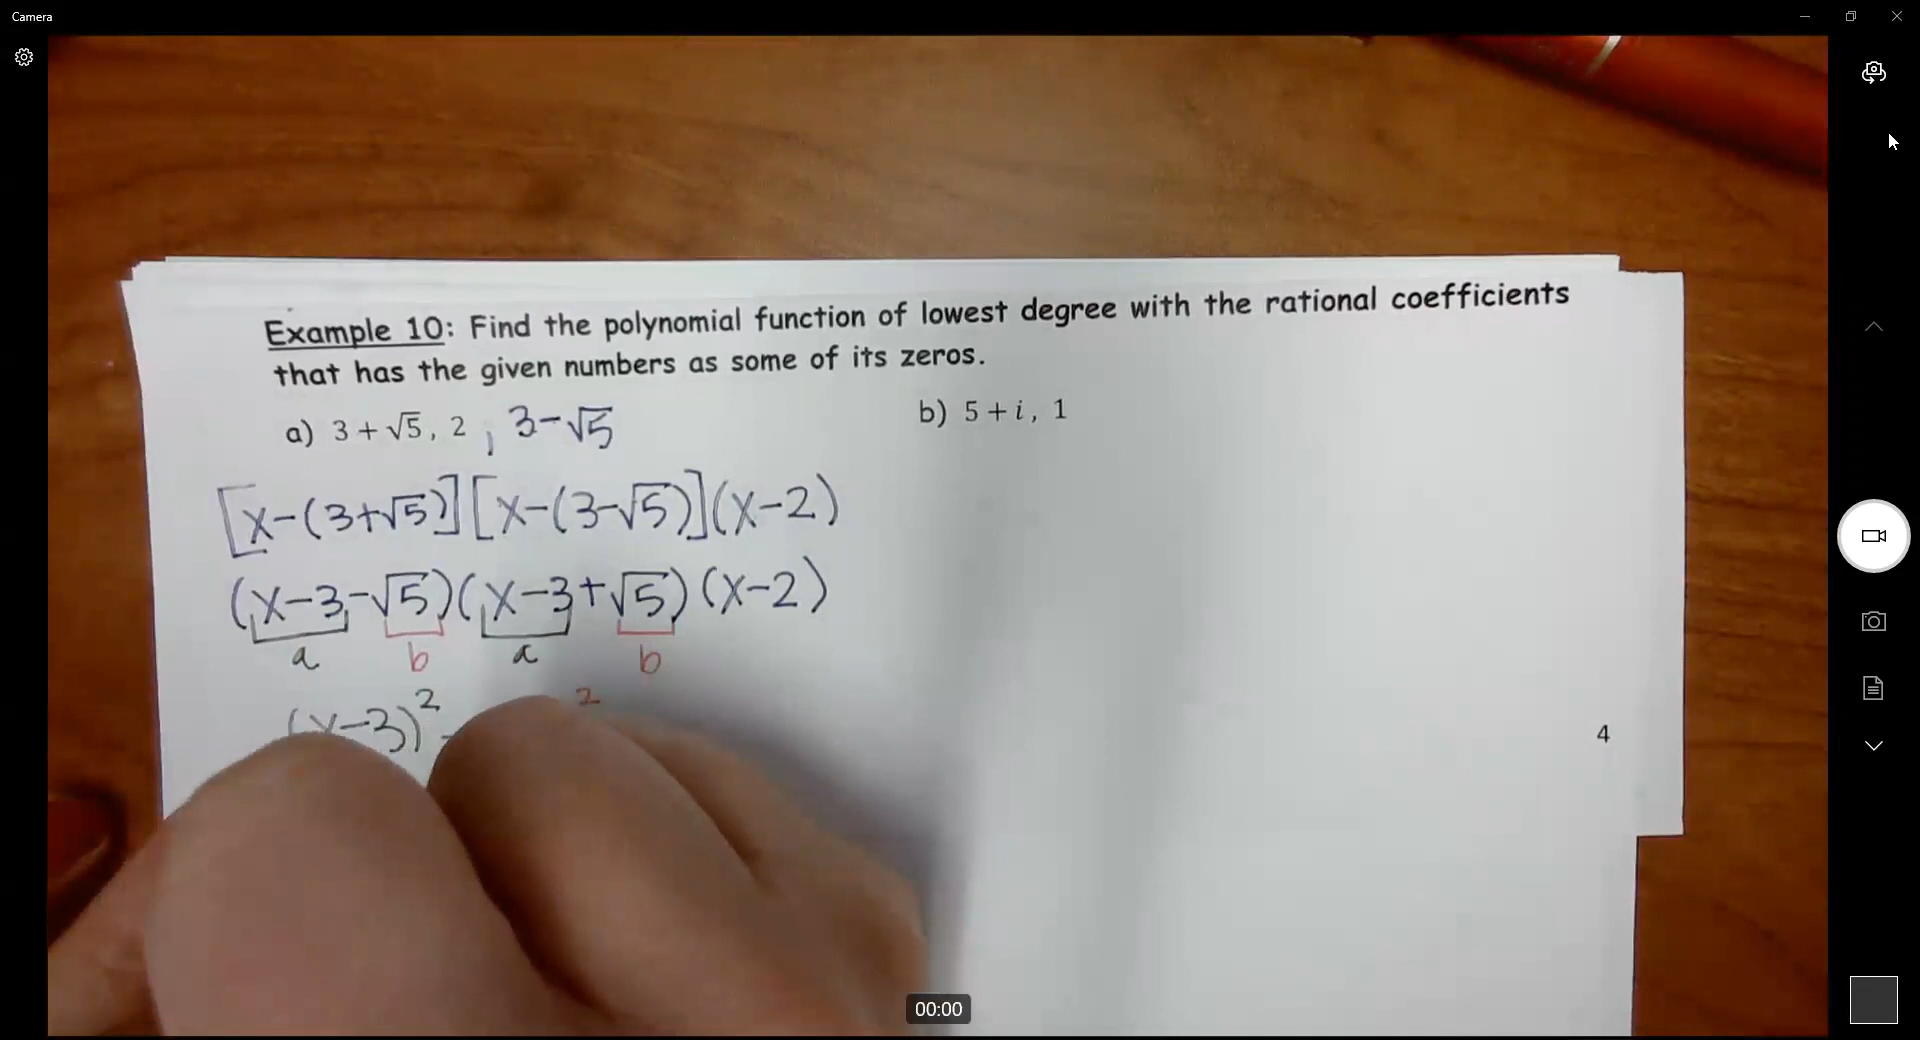 Camera
Example 10: Find the polynomial function of lowest degree with the rational coefficients
that has the given numbers as some of its zeros.
a) 3 + √5, 2 , 3-√5
b) 5 + i, 1
[x-(3+√5)][x-(3-√5)](x-2)
(x-3-√5)(x-3+√5)(x-2)
a b a b
(x-3)² - ²
4
00:00